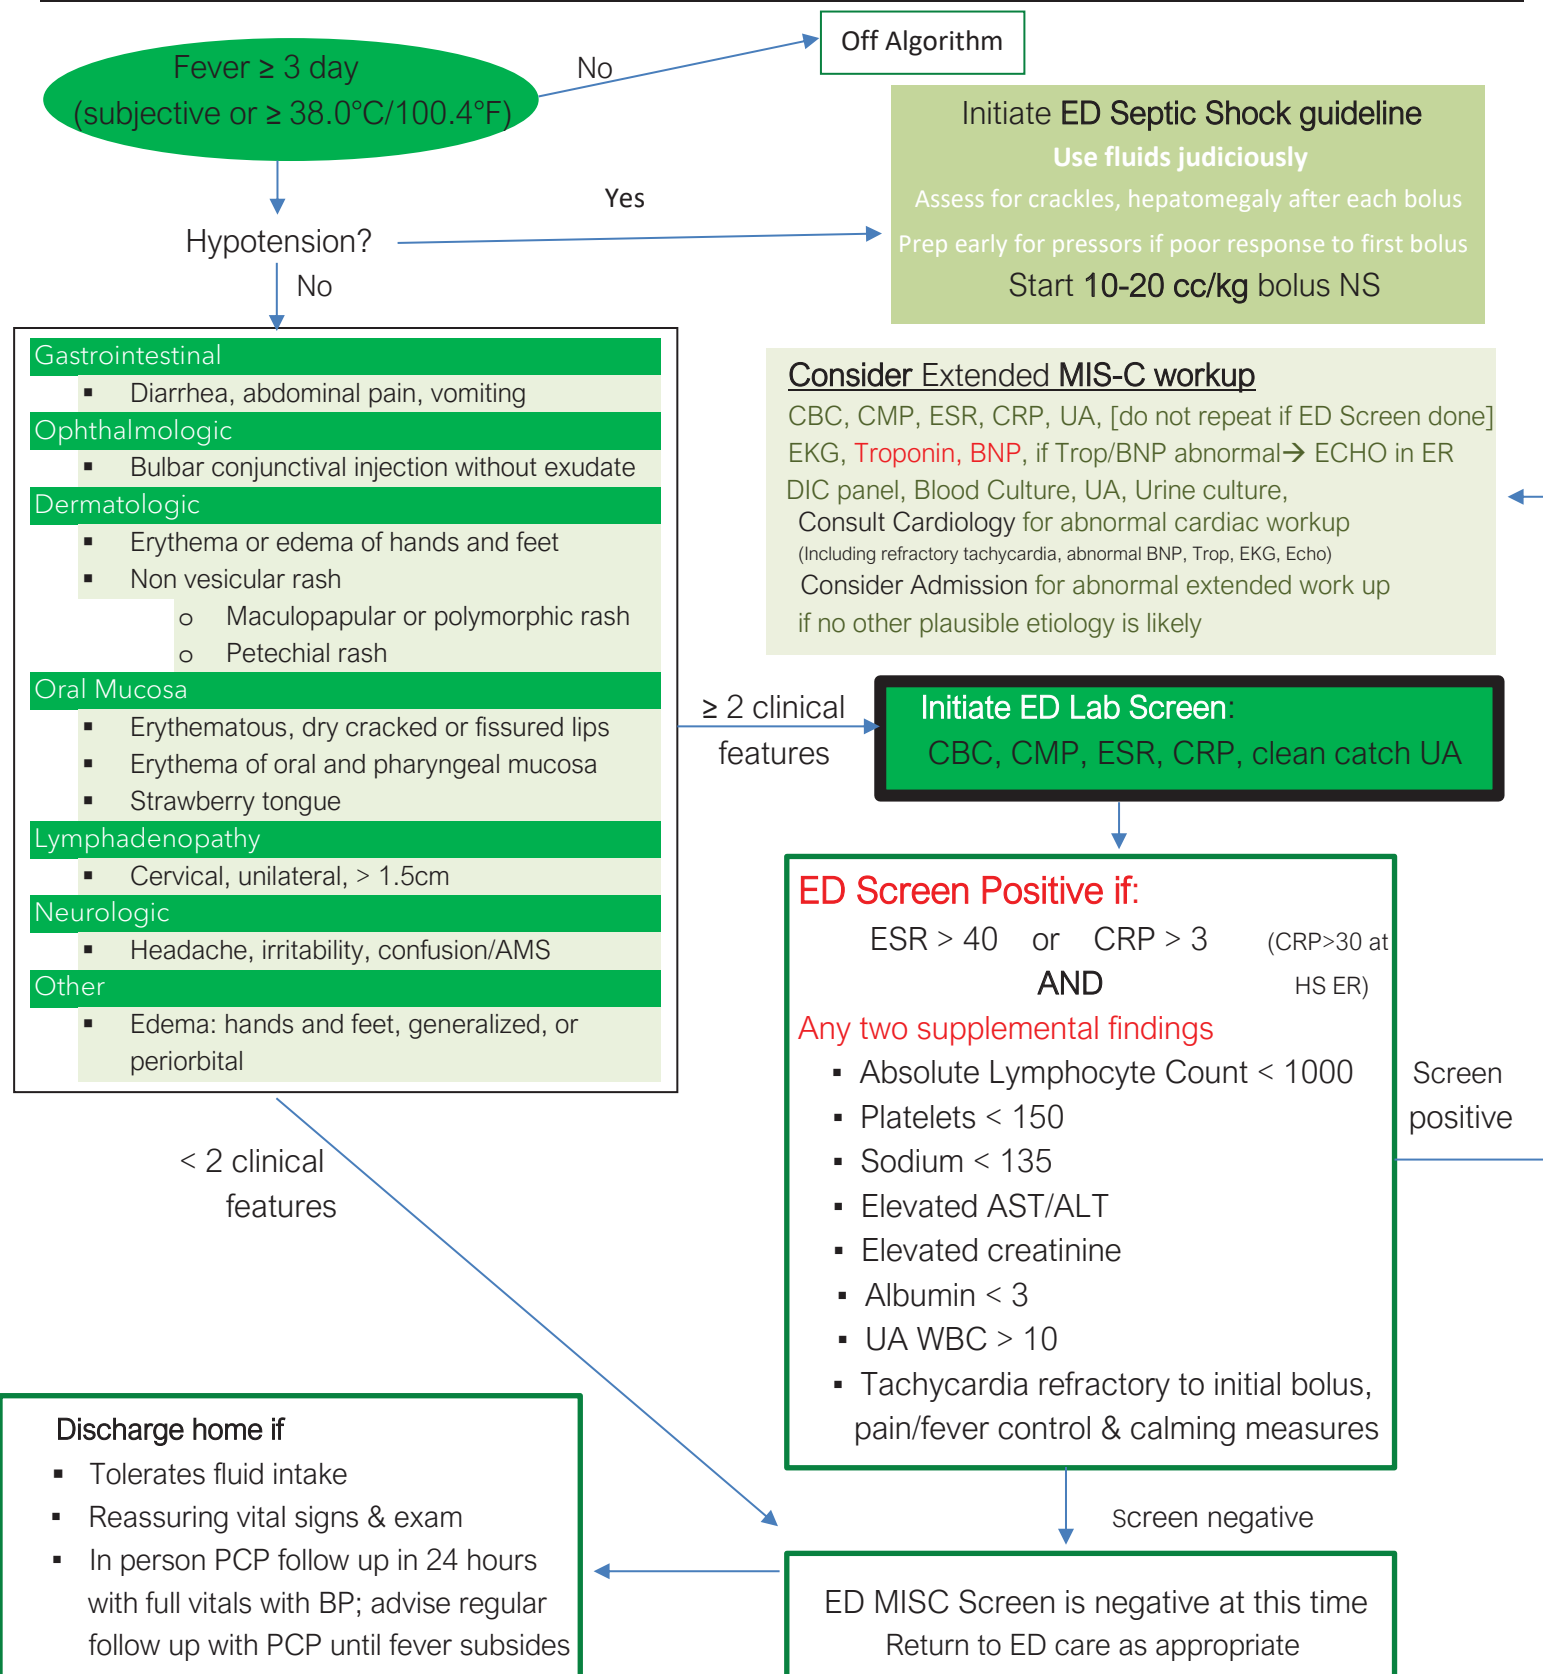 Fever ≥ 3 day
(subjective or ≥ 38.0°C/100.4°F)
No
Off Algorithm
Hypotension?
Yes
No
Initiate ED Septic Shock guideline
Use fluids judiciously
Assess for crackles, hepatomegaly after each bolus
Prep early for pressors if poor response to first bolus
Start 10-20 cc/kg bolus NS
Gastrointestinal
▪ Diarrhea, abdominal pain, vomiting
Ophthalmologic
▪ Bulbar conjunctival injection without exudate
Dermatologic
▪ Erythema or edema of hands and feet
▪ Non vesicular rash
o Maculopapular or polymorphic rash
o Petechial rash
Oral Mucosa
▪ Erythematous, dry cracked or fissured lips
▪ Erythema of oral and pharyngeal mucosa
▪ Strawberry tongue
Lymphadenopathy
▪ Cervical, unilateral, > 1.5cm
Neurologic
▪ Headache, irritability, confusion/AMS
Other
▪ Edema: hands and feet, generalized, or
periorbital
Consider Extended MIS-C workup
CBC, CMP, ESR, CRP, UA, [do not repeat if ED Screen done]
EKG, Troponin, BNP, if Trop/BNP abnormal→ ECHO in ER
DIC panel, Blood Culture, UA, Urine culture,
Consult Cardiology for abnormal cardiac workup
(Including refractory tachycardia, abnormal BNP, Trop, EKG, Echo)
Consider Admission for abnormal extended work up
if no other plausible etiology is likely
≥ 2 clinical
features
Initiate ED Lab Screen:
CBC, CMP, ESR, CRP, clean catch UA
ED Screen Positive if:
ESR > 40 or CRP > 3 (CRP>30 at
AND HS ER)
Any two supplemental findings
▪ Absolute Lymphocyte Count < 1000
▪ Platelets < 150
▪ Sodium < 135
▪ Elevated AST/ALT
▪ Elevated creatinine
▪ Albumin < 3
▪ UA WBC > 10
▪ Tachycardia refractory to initial bolus,
pain/fever control & calming measures
Screen
positive
< 2 clinical
features
Screen negative
Discharge home if
▪ Tolerates fluid intake
▪ Reassuring vital signs & exam
▪ In person PCP follow up in 24 hours
with full vitals with BP; advise regular
follow up with PCP until fever subsides
ED MISC Screen is negative at this time
Return to ED care as appropriate